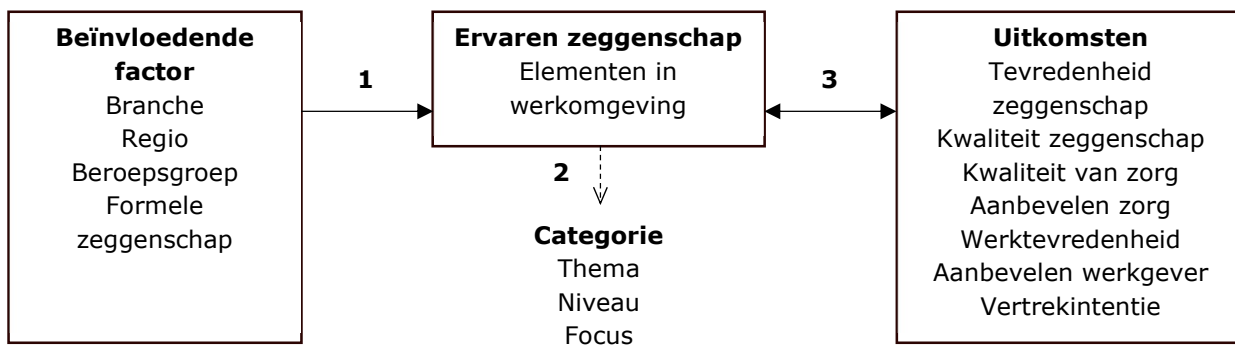 Beïnvloedende
factor
Branche
Regio
Beroepsgroep
Formele
zeggenschap
1
Ervaren zeggenschap
Elementen in
werkomgeving
2
Categorie
Thema
Niveau
Focus
3
Uitkomsten
Tevredenheid
zeggenschap
Kwaliteit zeggenschap
Kwaliteit van zorg
Aanbevelen zorg
Werktevredenheid
Aanbevelen werkgever
Vertrekintentie